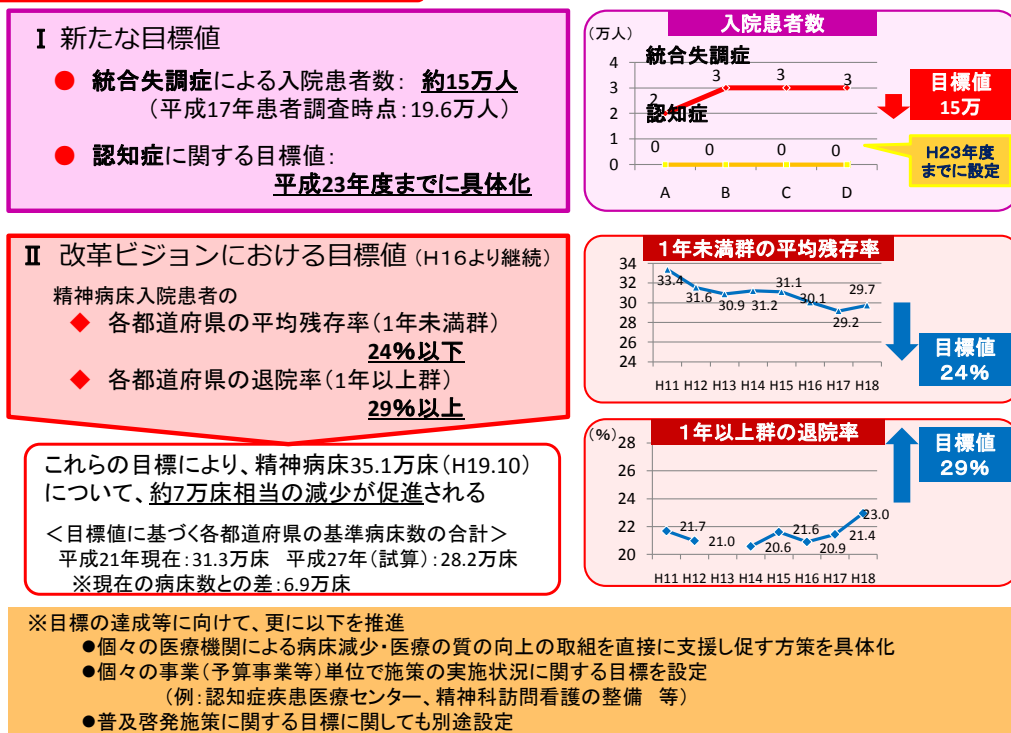 Ⅰ 新たな目標値
● 統合失調症による入院患者数： 約15万人
（平成17年患者調査時点：19.6万人）
● 認知症に関する目標値：
平成23年度までに具体化
入院患者数
（万人）
統合失調症
認知症
4
3
2
1
0
2
3
3
3
0
0
0
0
A B C D
目標値
15万
H23年度
までに設定
Ⅱ 改革ビジョンにおける目標値（H16より継続）
精神病床入院患者の
◆ 各都道府県の平均残存率（1年未満群）
24％以下
◆ 各都道府県の退院率（1年以上群）
29％以上
1年未満群の平均残存率
34
32
30
28
26
24
33.4
31.6
30.9
31.2
31.1
30.1
29.2
29.7
H11 H12 H13 H14 H15 H16 H17 H18
目標値
24%
これらの目標により、精神病床35.1万床（H19.10）
について、約7万床相当の減少が促進される
＜目標値に基づく各都道府県の基準病床数の合計＞
平成21年現在：31.3万床 平成27年（試算）：28.2万床
※現在の病床数との差：6.9万床
1年以上群の退院率
（%）
28
26
24
22
20
21.7
21.0
20.6
21.6
20.9
21.4
23.0
H11 H12 H13 H14 H15 H16 H17 H18
目標値
29%
※目標の達成等に向けて、更に以下を推進
●個々の医療機関による病床減少・医療の質の向上の取組を直接に支援し促す方策を具体化
●個々の事業（予算事業等）単位で施策の実施状況に関する目標を設定
（例：認知症疾患医療センター、精神科訪問看護の整備 等）
●普及啓発施策に関する目標に関しても別途設定